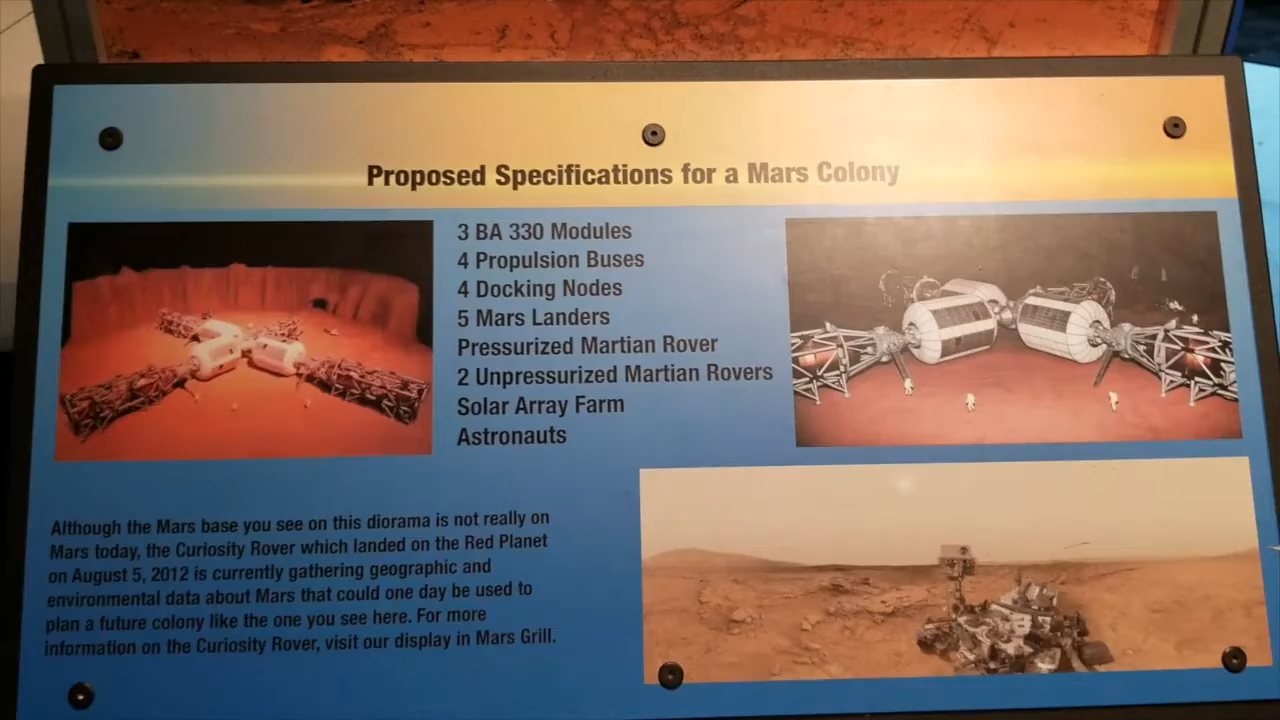 Proposed Specifications for a Mars Colony
3 BA 330 Modules
4 Propulsion Buses
4 Docking Nodes
5 Mars Landers
Pressurized Martian Rover
2 Unpressurized Martian Rovers
Solar Array Farm
Astronauts
Although the Mars base you see on this diorama is not really on
Mars today, the Curiosity Rover which landed on the Red Planet
on August 5, 2012 is currently gathering geographic and
environmental data about Mars that could one day be used to
plan a future colony like the one you see here. For more
information on the Curiosity Rover, visit our display in Mars Grill.